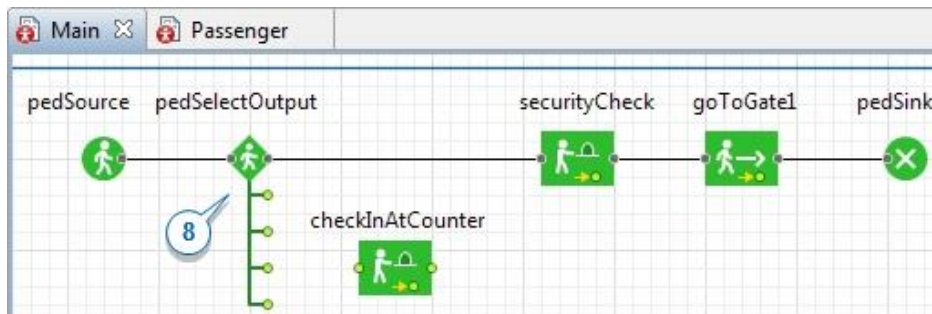 Main Passenger
pedSource pedSelectOutput securityCheck goToGate1 pedSink
8
checkInAtCounter